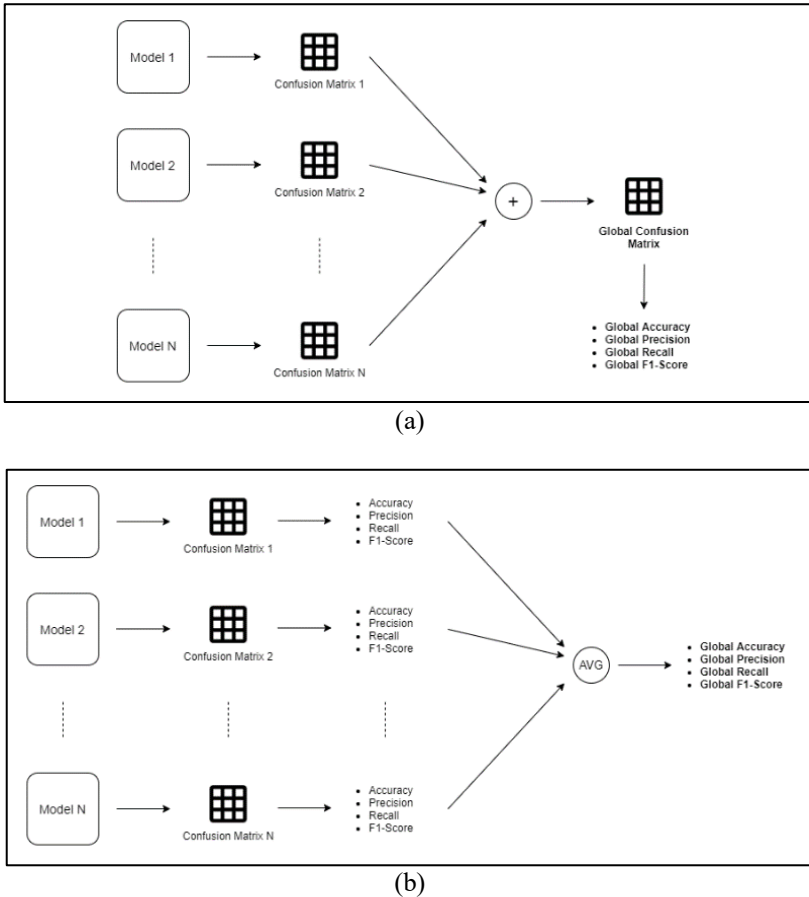 Model 1
Confusion Matrix 1
Model 2
Confusion Matrix 2
+
Global Confusion
Matrix
Model N
Confusion Matrix N
• Global Accuracy
• Global Precision
• Global Recall
• Global F1-Score
(a)
Model 1
Confusion Matrix 1
• Accuracy
• Precision
• Recall
• F1-Score
Model 2
Confusion Matrix 2
• Accuracy
• Precision
• Recall
• F1-Score
AVG
• Global Accuracy
• Global Precision
• Global Recall
• Global F1-Score
Model N
Confusion Matrix N
• Accuracy
• Precision
• Recall
• F1-Score
(b)